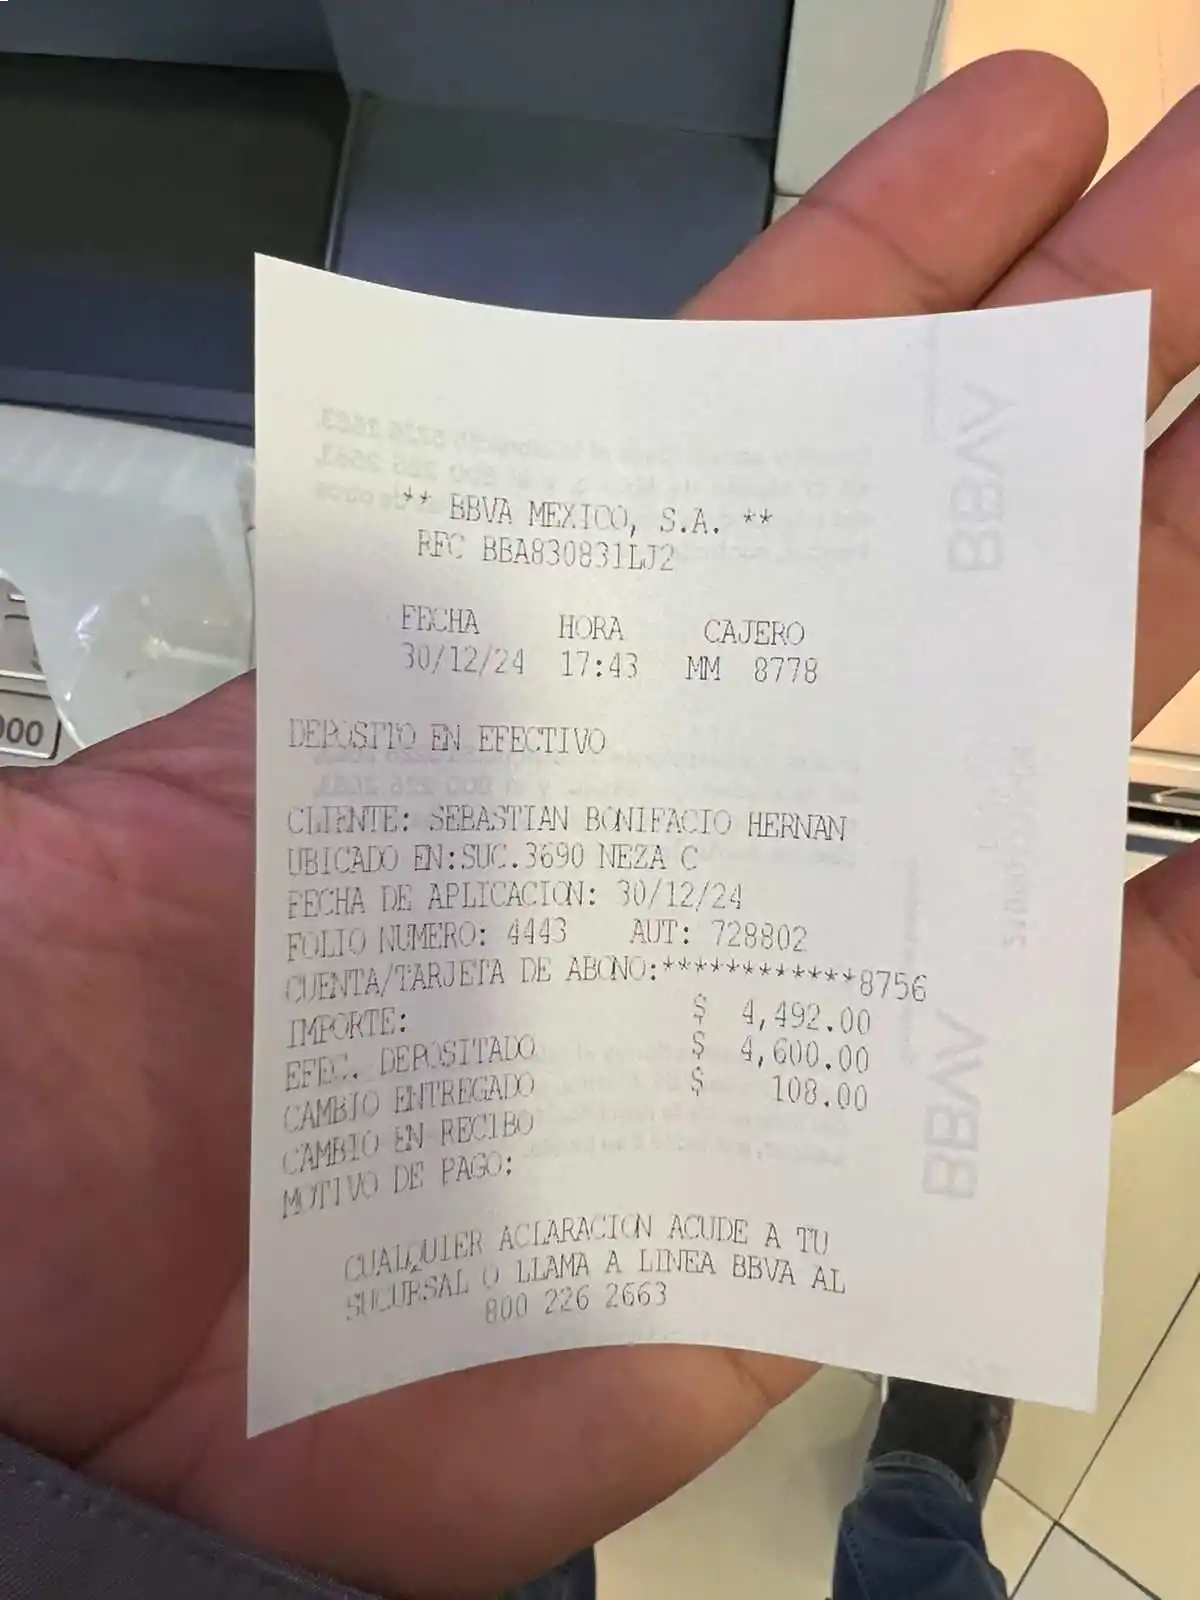 ** BBVA MEXICO, S.A. **
RFC BBA830831LJ2
FECHA HORA CAJERO
30/12/24 17:43 MM 8778
DEPOSITO EN EFECTIVO
CLIENTE: SEBASTIAN BONIFACIO HERNAN
UBICADO EN:SUC.3690 NEZA C
FECHA DE APLICACION: 30/12/24
FOLIO NUMERO: 4443 AUT: 728802
CUENTA/TARJETA DE ABONO:************8756
IMPORTE: $ 4,492.00
EFEC. DEPOSITADO $ 4,600.00
CAMBIO ENTREGADO $ 108.00
CAMBIO EN RECIBO
MOTIVO DE PAGO:
CUALQUIER ACLARACION ACUDE A TU
SUCURSAL O LLAMA A LINEA BBVA AL
800 226 2663
BBVA
BBVA
000